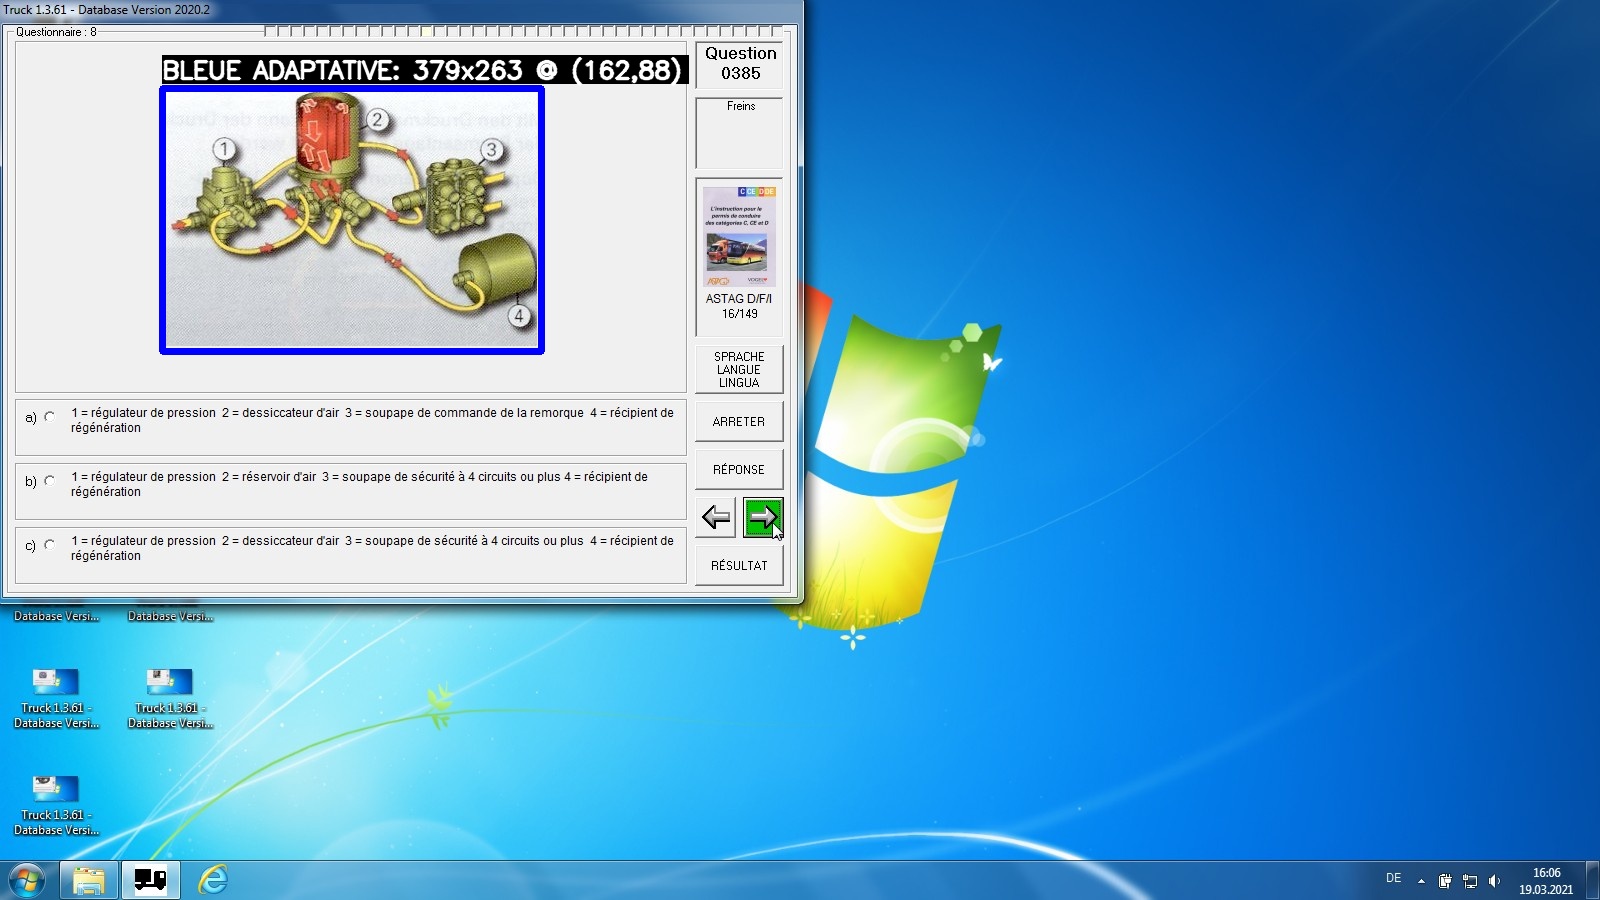 Truck 1.3.61 - Database Version 2020.2
Questionnaire : 8
BLEUE ADAPTATIVE: 379x263 @ (162,88)
1
2
3
4
Question
0385
Freins
C CE D DE
L'instruction pour le
permis de conduire
des catégories C, CE et D
ASTAG D/F/I
16/149
SPRACHE
LANGUE
LINGUA
ARRETER
RÉPONSE
RÉSULTAT
a) 1 = régulateur de pression 2 = dessiccateur d'air 3 = soupape de commande de la remorque 4 = récipient de
régénération
b) 1 = régulateur de pression 2 = réservoir d'air 3 = soupape de sécurité à 4 circuits ou plus 4 = récipient de
régénération
c) 1 = régulateur de pression 2 = dessiccateur d'air 3 = soupape de sécurité à 4 circuits ou plus 4 = récipient de
régénération
Database Versi...
Database Versi...
Truck 1.3.61 -
Database Versi...
Truck 1.3.61 -
Database Versi...
Truck 1.3.61 -
Database Versi...
DE
16:06
19.03.2021